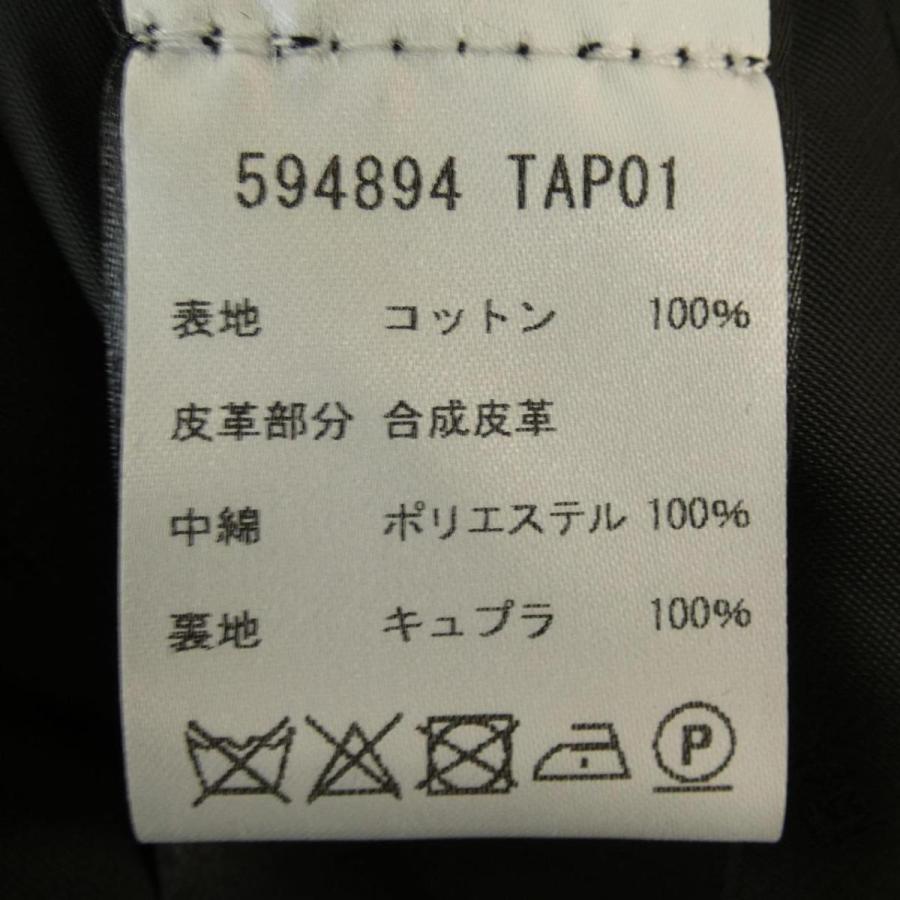 594894 TAP01
表地 コットン 100%
皮革部分 合成皮革
中綿 ポリエステル 100%
裏地 キュプラ 100%
P